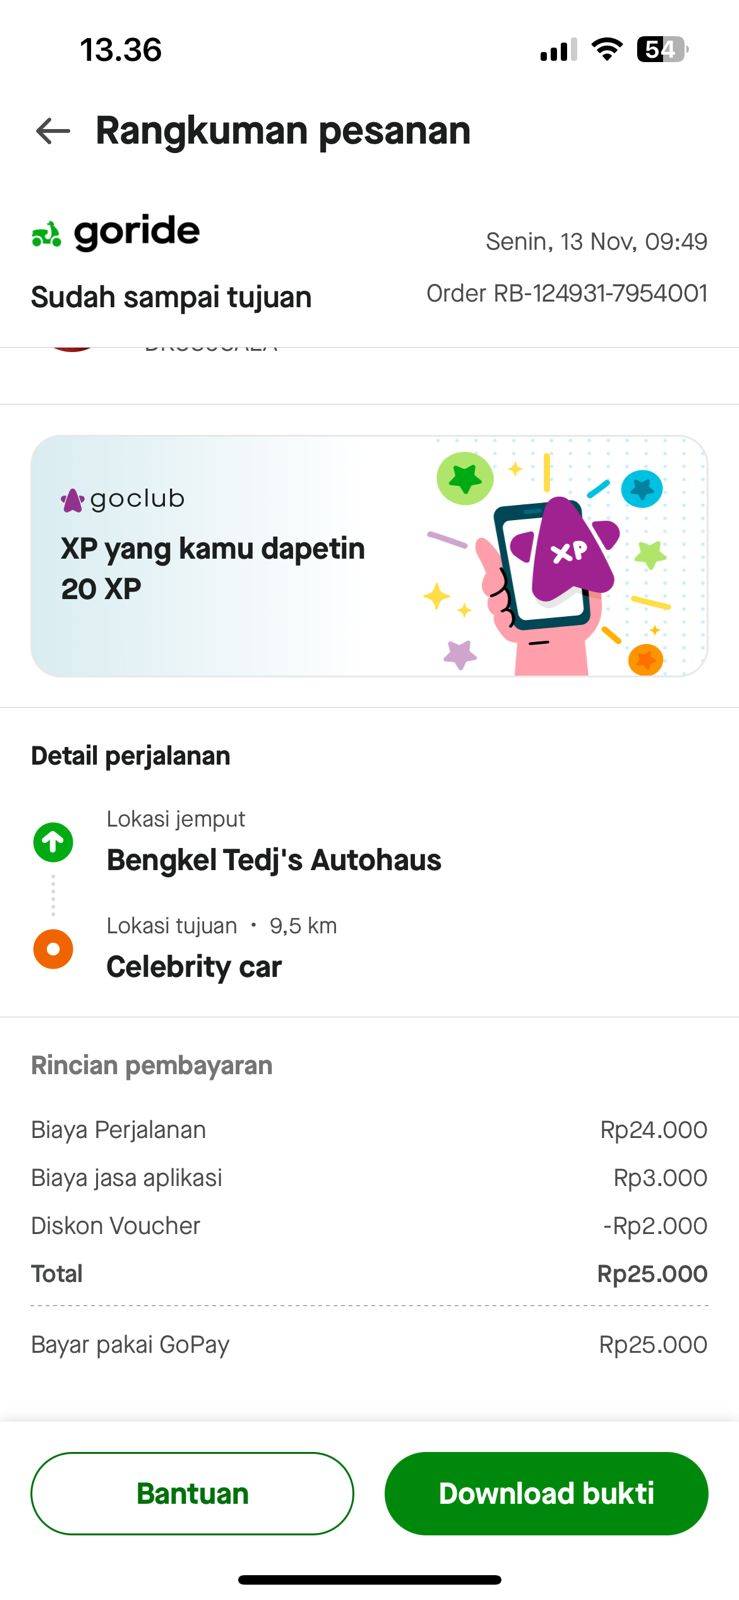 13.36
54
Rangkuman pesanan
goride
Senin, 13 Nov, 09:49
Sudah sampai tujuan
Order RB-124931-7954001
goclub
XP yang kamu dapetin
20 XP
XP
Detail perjalanan
Lokasi jemput
Bengkel Tedj's Autohaus
Lokasi tujuan • 9,5 km
Celebrity car
Rincian pembayaran
Biaya Perjalanan Rp24.000
Biaya jasa aplikasi Rp3.000
Diskon Voucher -Rp2.000
Total Rp25.000
Bayar pakai GoPay Rp25.000
Bantuan
Download bukti